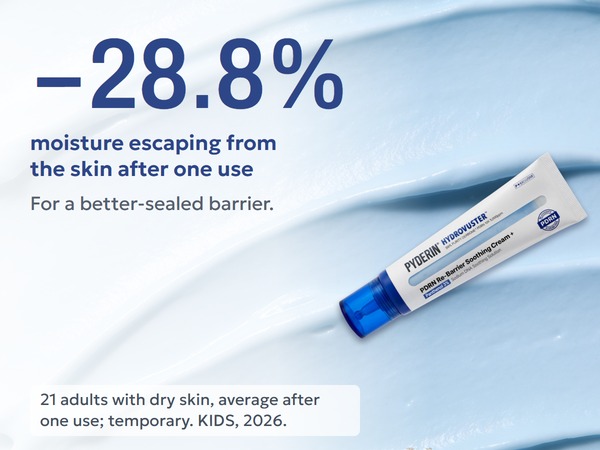 –28.8%
moisture escaping from
the skin after one use
For a better-sealed barrier.
PYDERIN HYDROVUSTER
PDRN
PDRN Re-Barrier Soothing Cream +
21 adults with dry skin, average after
one use; temporary. KIDS, 2026.